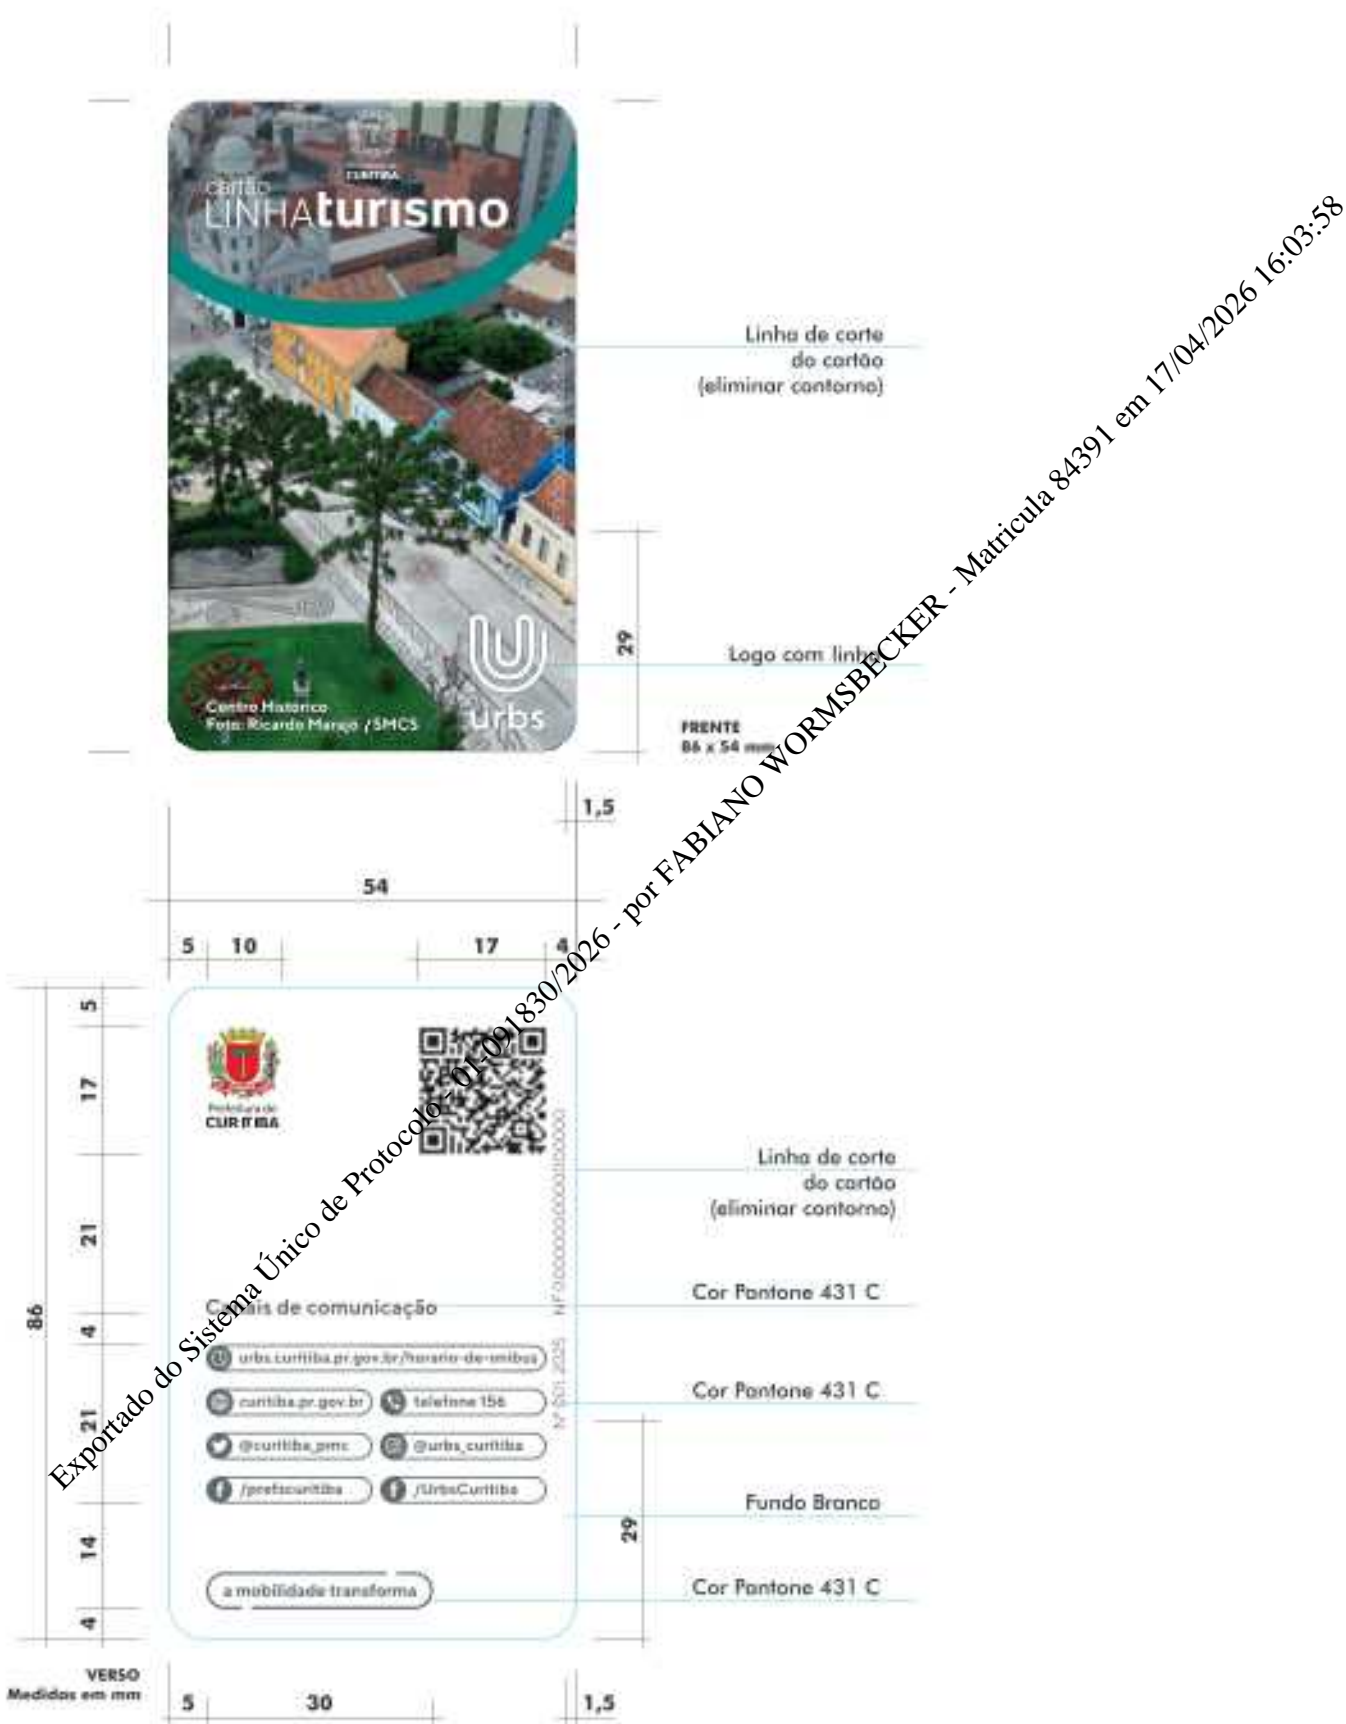 CURITIBA
cartão
LINHAturismo
Linha de corte
do cartão
(eliminar contorno)
29
Logo com linha
urbs
Centro Histórico
Foto: Ricardo Marajó /SMCS
FRENTE
86 x 54 mm
1,5
54
5 10 17 4
5
17
21
4
21
14
4
86
Prefeitura de
CURITIBA
Linha de corte
do cartão
(eliminar contorno)
Canais de comunicação
Cor Pantone 431 C
urbs.curitiba.pr.gov.br/horario-de-onibus
curitiba.pr.gov.br telefone 156
Cor Pantone 431 C
@curitiba_pmc @urbs_curitiba
/prefscuritiba /UrbsCuritiba
Nº 001 2025
Fundo Branco
29
a mobilidade transforma
Cor Pantone 431 C
VERSO
Medidas em mm
5 30 1,5
Exportado do Sistema Único de Protocolo - 01-091830/2026 - por FABIANO WORMSBECKER - Matricula 84391 em 17/04/2026 16:03:58